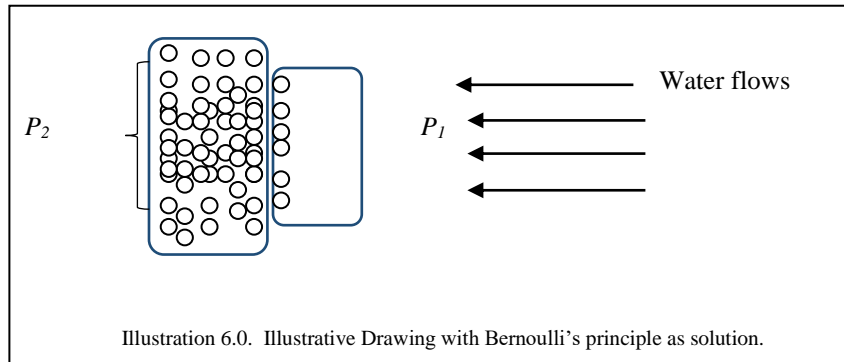 Water flows
P2
P1
Illustration 6.0. Illustrative Drawing with Bernoulli's principle as solution.